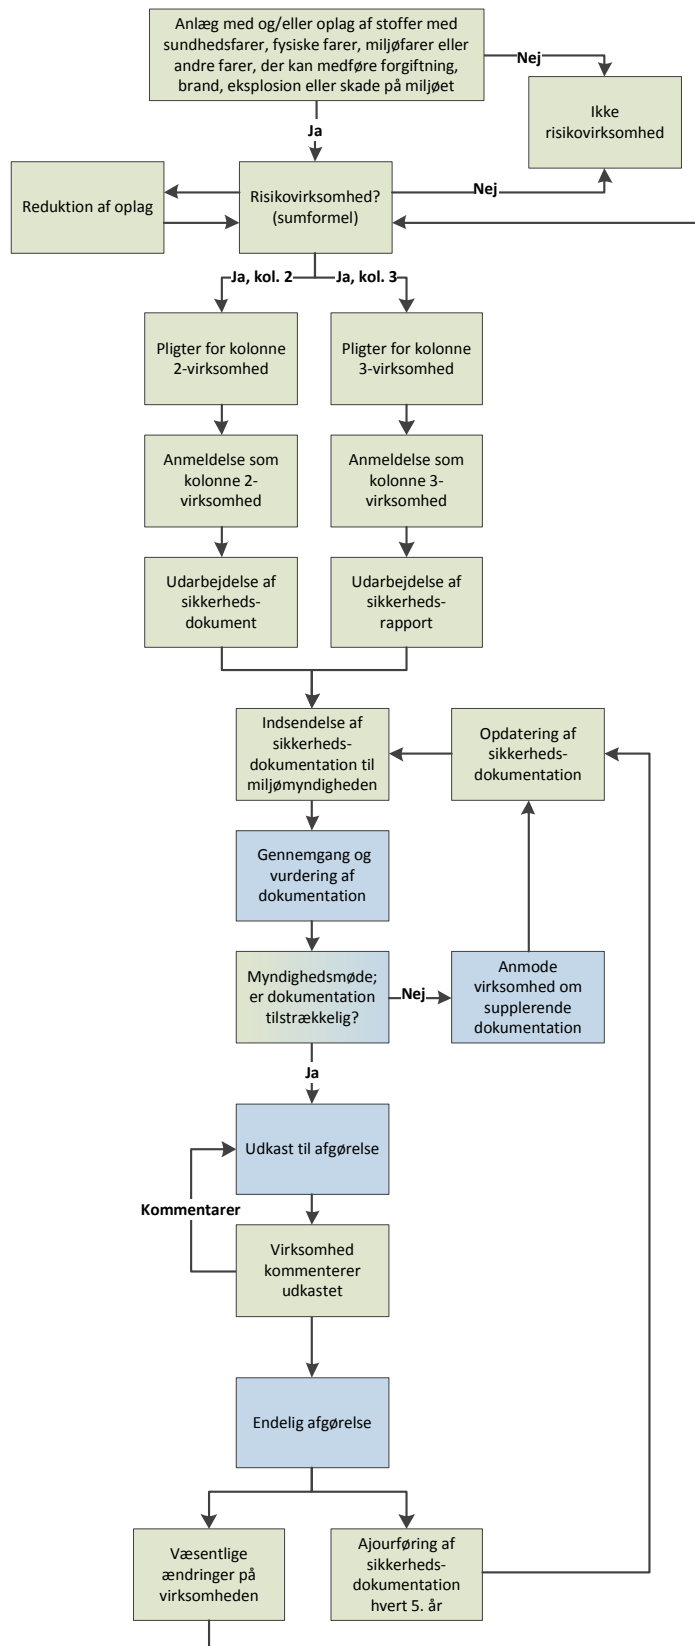 Anlæg med og/eller oplag af stoffer med
sundhedsfarer, fysiske farer, miljøfarer eller
andre farer, der kan medføre forgiftning,
brand, eksplosion eller skade på miljøet
Nej
Ikke
risikovirksomhed
Ja
Reduktion af oplag
Risikovirksomhed?
(sumformel)
Nej
Ja, kol. 2
Ja, kol. 3
Pligter for kolonne
2-virksomhed
Pligter for kolonne
3-virksomhed
Anmeldelse som
kolonne 2-
virksomhed
Anmeldelse som
kolonne 3-
virksomhed
Udarbejdelse af
sikkerheds-
dokument
Udarbejdelse af
sikkerheds-
rapport
Indsendelse af
sikkerheds-
dokumentation til
miljømyndigheden
Opdatering af
sikkerheds-
dokumentation
Gennemgang og
vurdering af
dokumentation
Myndighedsmøde;
er dokumentation
tilstrækkelig?
Nej
Anmode
virksomhed om
supplerende
dokumentation
Ja
Udkast til afgørelse
Kommentarer
Virksomhed
kommenterer
udkastet
Endelig afgørelse
Væsentlige
ændringer på
virksomheden
Ajourføring af
sikkerheds-
dokumentation
hvert 5. år